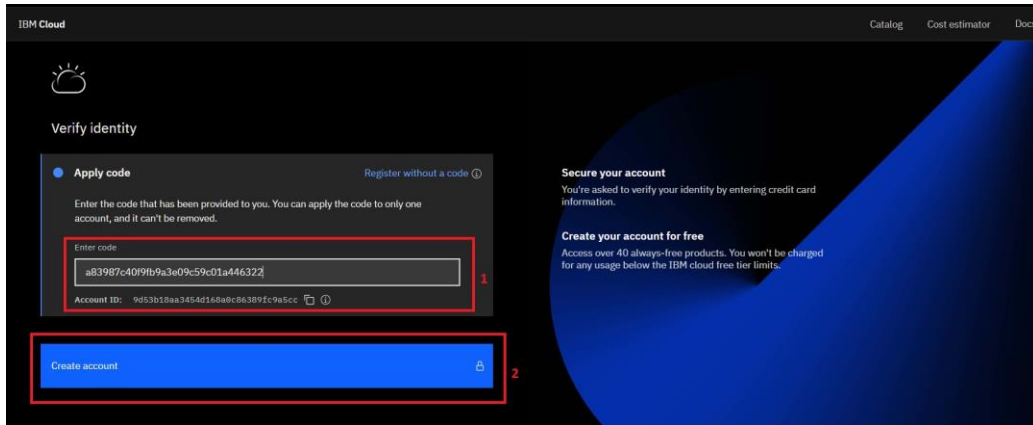 IBM Cloud
Catalog Cost estimator Docs
Verify identity
Apply code
Register without a code
Enter the code that has been provided to you. You can apply the code to only one
account, and it can't be removed.
Enter code
a83987c40f9fb9a3e09c59c01a446322
Account ID: 9d53b18aa3454d168a0c86389fc9a5cc
1
Create account
2
Secure your account
You're asked to verify your identity by entering credit card
information.
Create your account for free
Access over 40 always-free products. You won't be charged
for any usage below the IBM cloud free tier limits.